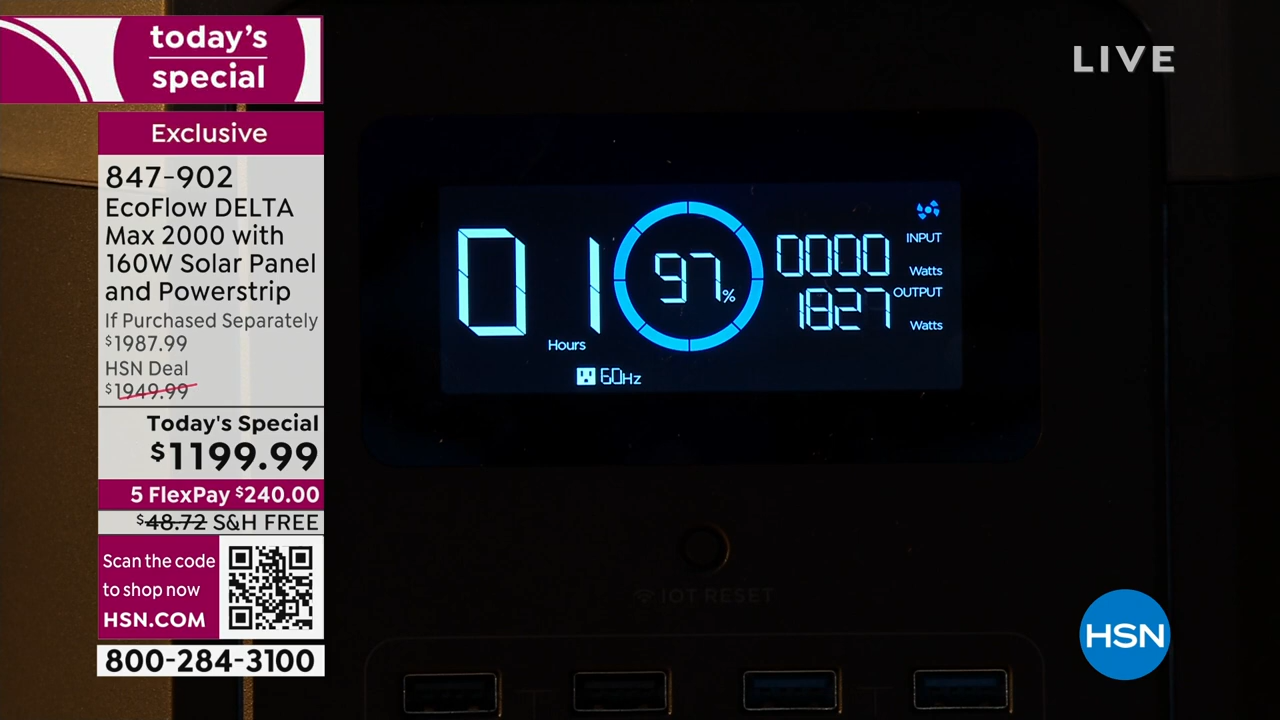 today's
special
LIVE
Exclusive
847-902
EcoFlow DELTA
Max 2000 with
160W Solar Panel
and Powerstrip
If Purchased Separately
$1987.99
HSN Deal
$1949.99
Today's Special
$1199.99
5 FlexPay $240.00
$48.72 S&H FREE
Scan the code
to shop now
HSN.COM
800-284-3100
01
Hours
97%
INPUT
0000
Watts
OUTPUT
1827
Watts
60Hz
IOT RESET
HSN